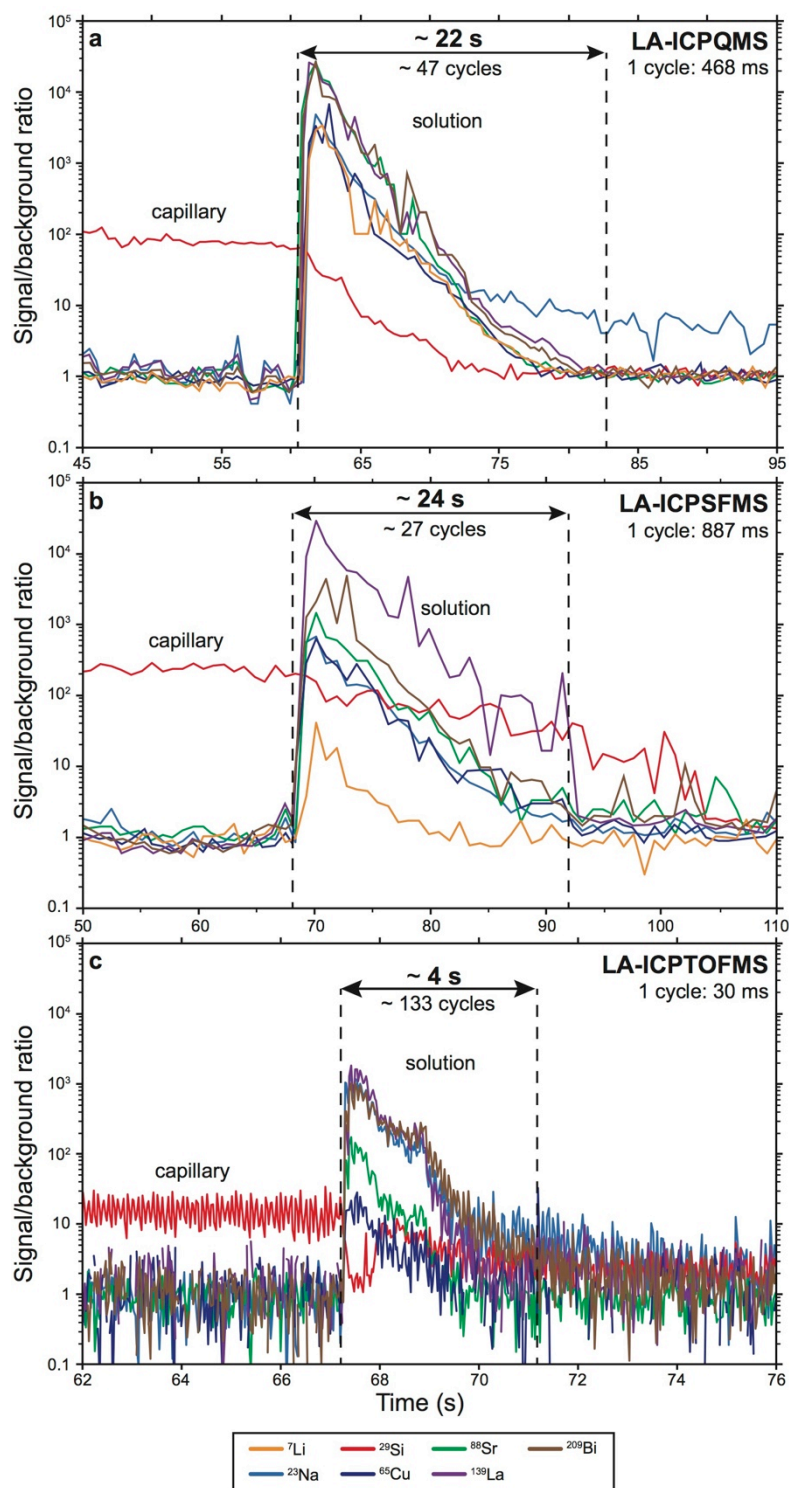 a
~ 22 s
LA-ICPQMS
~ 47 cycles
1 cycle: 468 ms
solution
capillary
Signal/background ratio
10⁵
10⁴
10³
10²
10
1
0.1
45 55 65 75 85 95
b
~ 24 s
LA-ICPSFMS
~ 27 cycles
1 cycle: 887 ms
solution
capillary
Signal/background ratio
10⁵
10⁴
10³
10²
10
1
0.1
50 60 70 80 90 100 110
c
~ 4 s
LA-ICPTOFMS
~ 133 cycles
1 cycle: 30 ms
solution
capillary
Signal/background ratio
10⁵
10⁴
10³
10²
10
1
0.1
62 64 66 68 70 72 74 76
Time (s)
⁷Li ²⁹Si ⁸⁸Sr ²⁰⁹Bi
²³Na ⁶⁵Cu ¹³⁹La